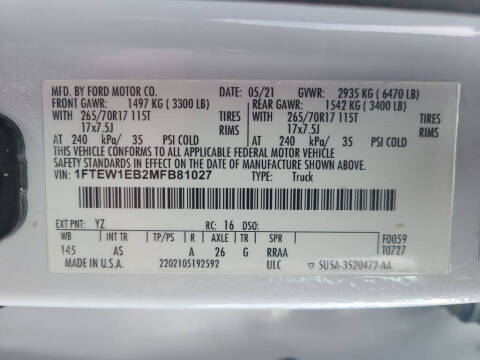 MFD. BY FORD MOTOR CO. DATE: 05/21 GVWR: 2935 KG ( 6470 LB)
FRONT GAWR: 1497 KG ( 3300 LB) REAR GAWR: 1542 KG ( 3400 LB)
WITH 265/70R17 115T TIRES WITH 265/70R17 115T TIRES
17x7.5J RIMS 17x7.5J RIMS
AT 240 kPa/ 35 PSI COLD AT 240 kPa/ 35 PSI COLD
THIS VEHICLE CONFORMS TO ALL APPLICABLE FEDERAL MOTOR VEHICLE
SAFETY STANDARDS IN EFFECT ON THE DATE OF MANUFACTURE SHOWN ABOVE.
VIN: 1FTEW1EB2MFB81027 TYPE: Truck
EXT PNT: YZ RC: 16 DSO: F0059
WB INT TR TP/PS R AXLE TR SPR T0727
145 AS A 26 G RRAA
MADE IN U.S.A. 2202105192592 ULC SU5A-3520472-AA